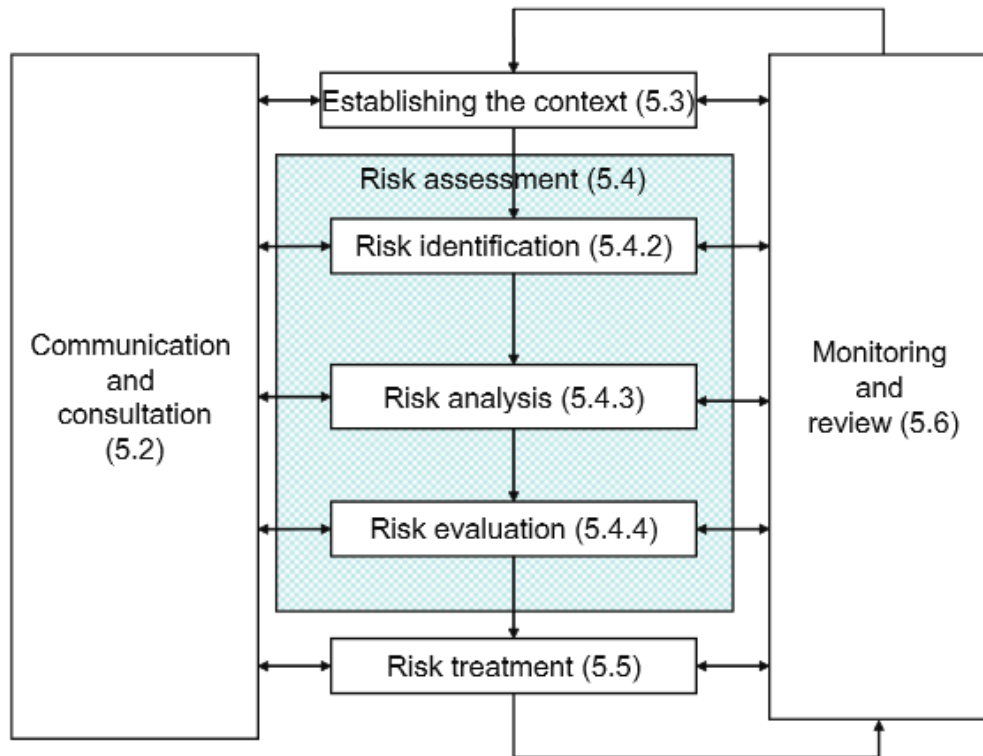 Establishing the context (5.3)
Risk assessment (5.4)
Risk identification (5.4.2)
Communication
and
consultation
(5.2)
Risk analysis (5.4.3)
Monitoring
and
review (5.6)
Risk evaluation (5.4.4)
Risk treatment (5.5)